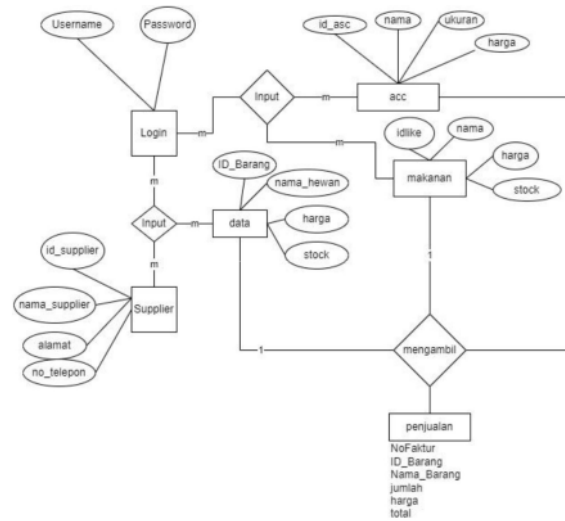 Username
Password
id_asc
nama
ukuran
harga
Input
m
acc
Login
m
m
idlike
nama
harga
makanan
stock
ID_Barang
nama_hewan
m
Input
m
data
harga
stock
id_supplier
m
nama_supplier
Supplier
alamat
no_telepon
1
1
mengambil
penjualan
NoFaktur
ID_Barang
Nama_Barang
jumlah
harga
total